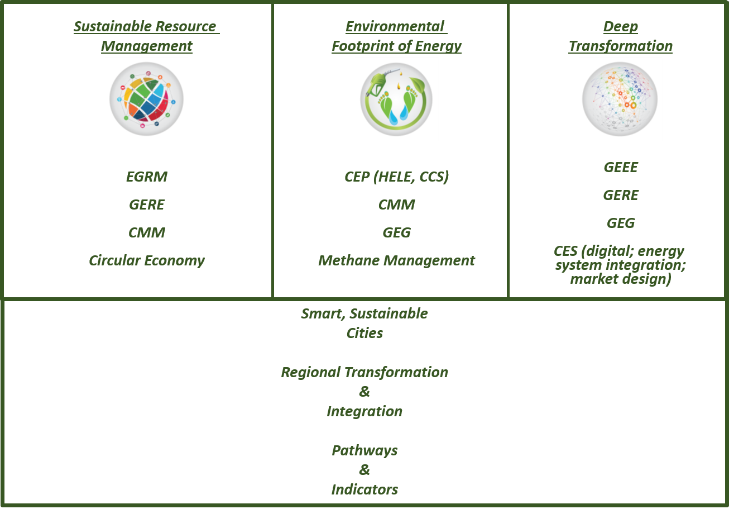 Sustainable Resource
Management
EGRM
GERE
CMM
Circular Economy
Environmental
Footprint of Energy
CEP (HELE, CCS)
CMM
GEG
Methane Management
Deep
Transformation
GEEE
GERE
GEG
CES (digital; energy
system integration;
market design)
Smart, Sustainable
Cities
Regional Transformation
&
Integration
Pathways
&
Indicators